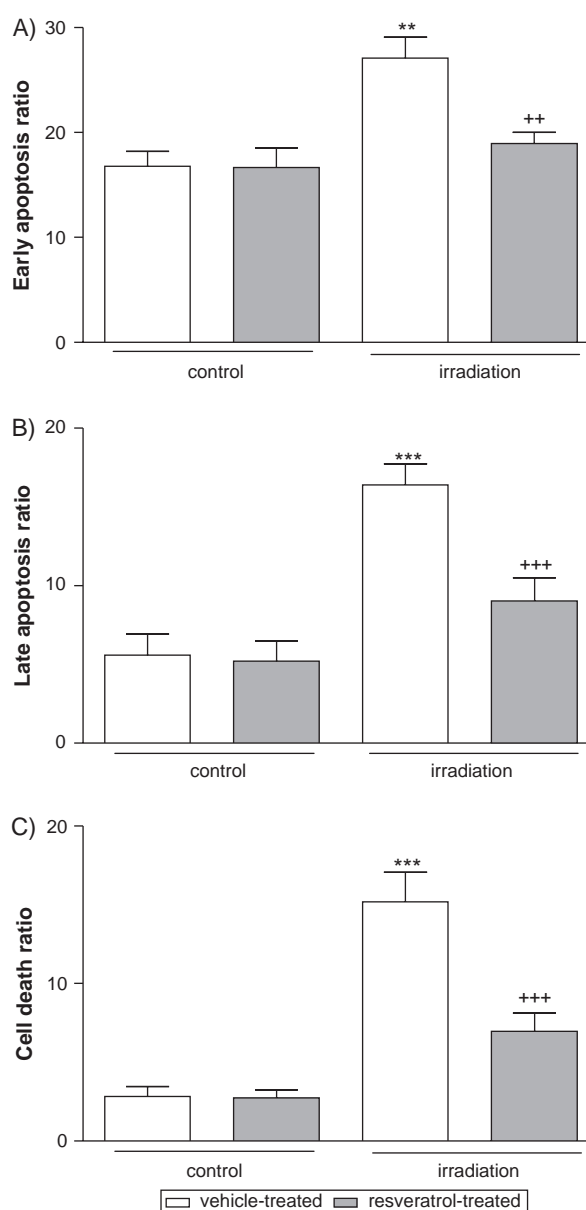 A)
30
20
10
0
Early apoptosis ratio
**
++
control irradiation
B)
20
10
0
Late apoptosis ratio
***
+++
control irradiation
C)
20
10
0
Cell death ratio
***
+++
control irradiation
vehicle-treated resveratrol-treated